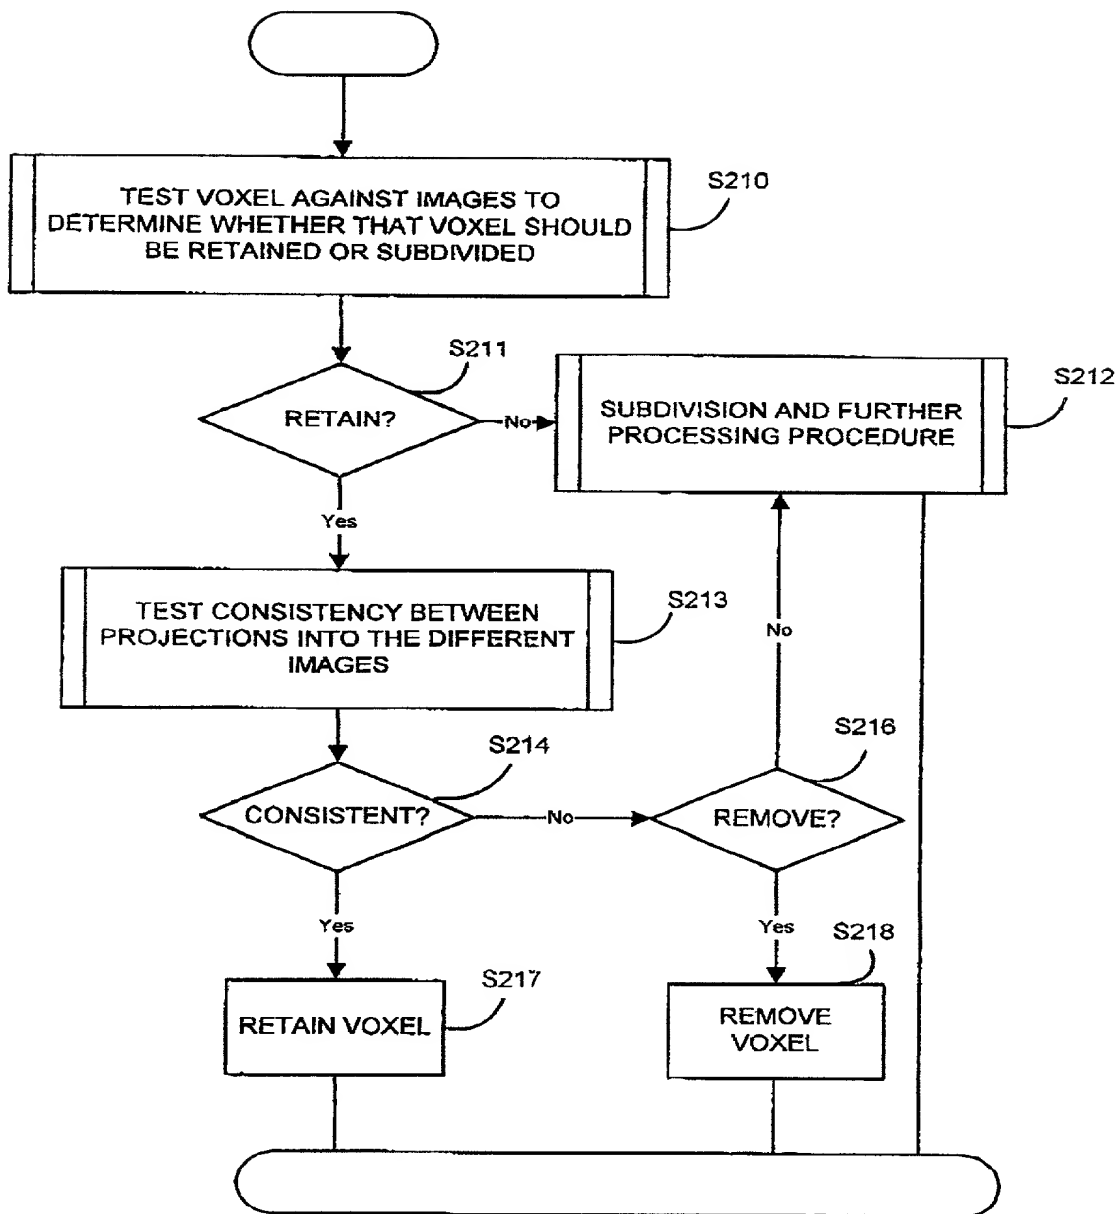 TEST VOXEL AGAINST IMAGES TO
DETERMINE WHETHER THAT VOXEL SHOULD
BE RETAINED OR SUBDIVIDED
S210
S211
RETAIN?
No
SUBDIVISION AND FURTHER
PROCESSING PROCEDURE
S212
Yes
TEST CONSISTENCY BETWEEN
PROJECTIONS INTO THE DIFFERENT
IMAGES
S213
No
S214
CONSISTENT?
No
S216
REMOVE?
Yes
Yes
RETAIN VOXEL
S217
S218
REMOVE
VOXEL